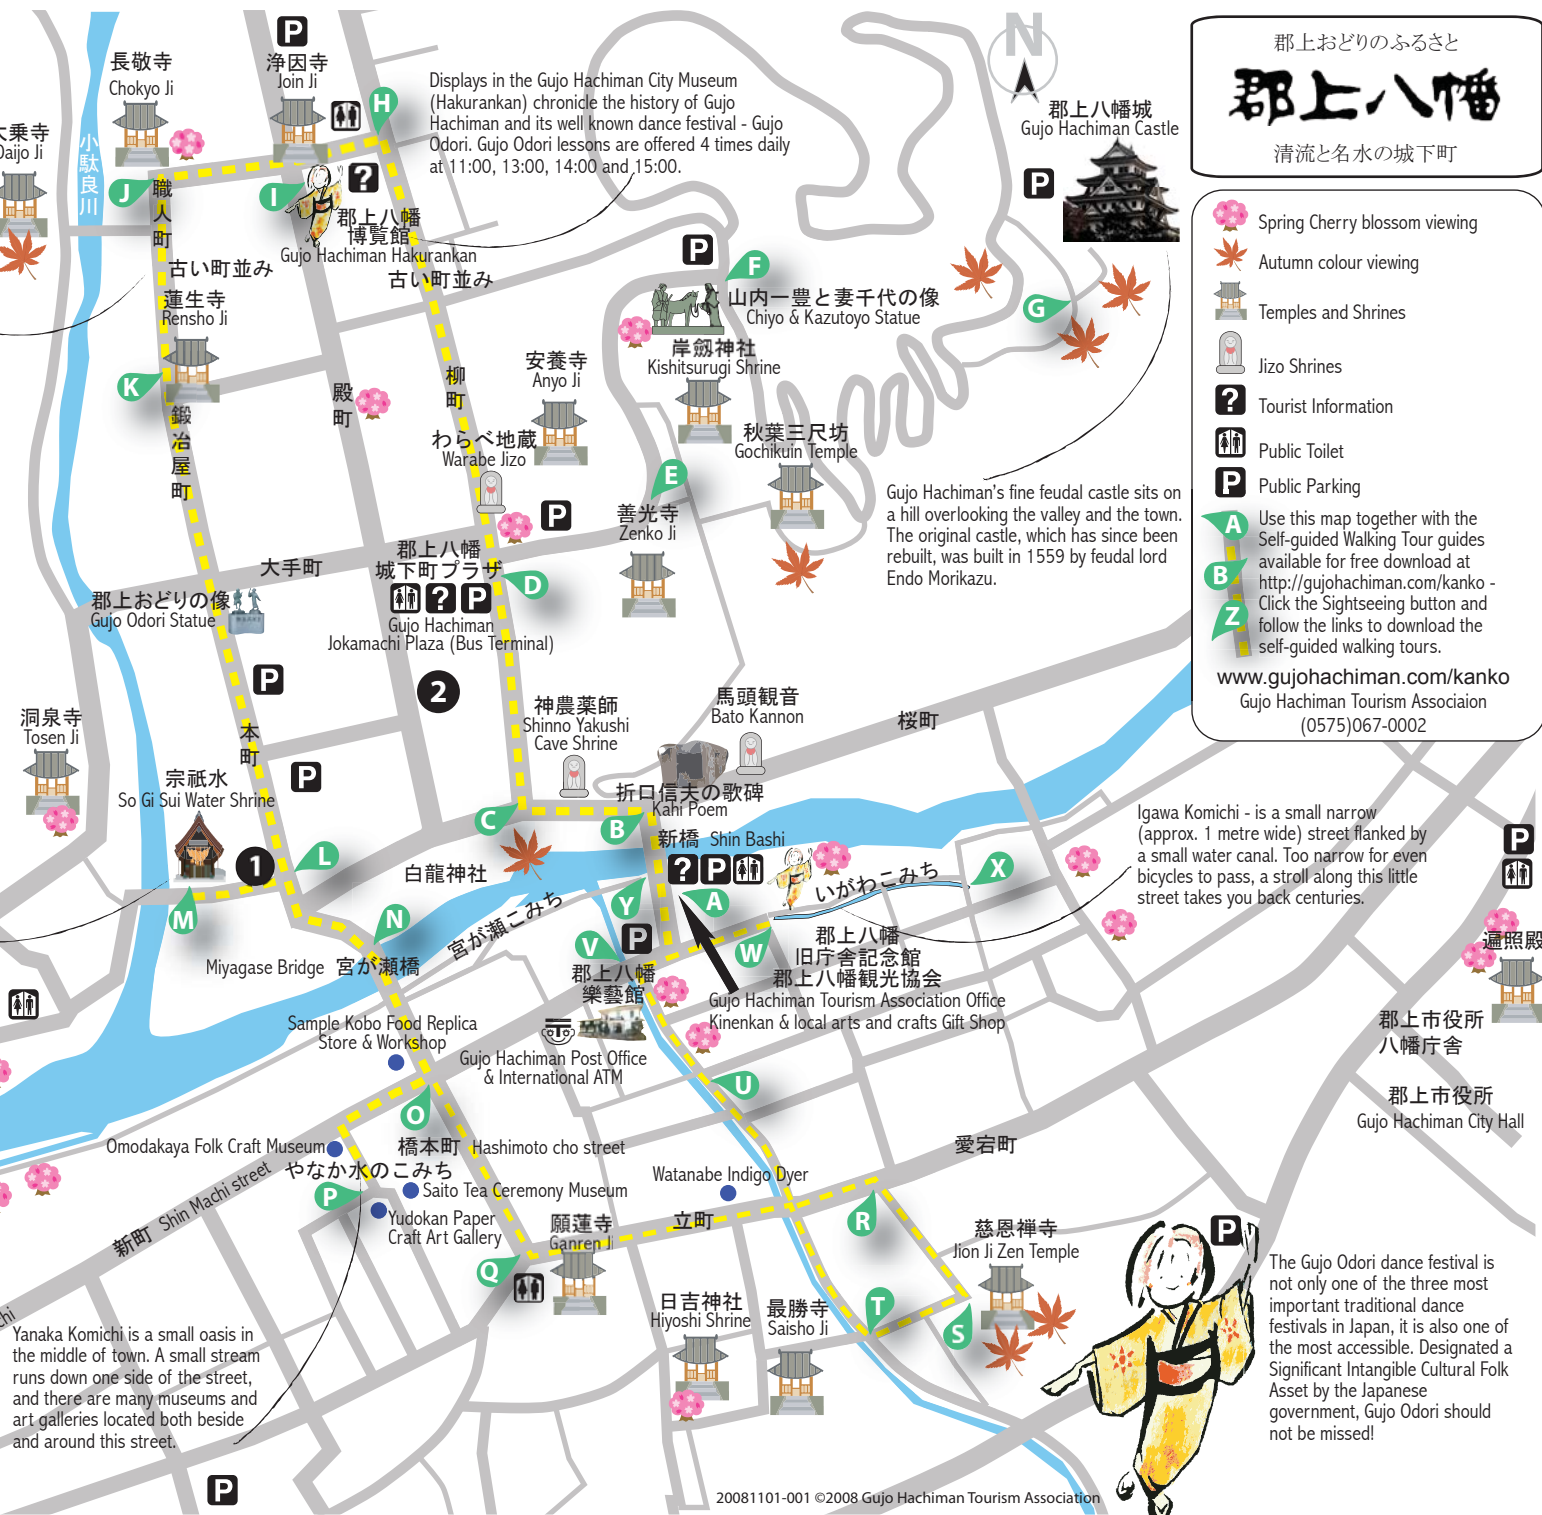 長敬寺
Chokyo Ji
浄因寺
Join Ji
P
H
Displays in the Gujo Hachiman City Museum
(Hakurankan) chronicle the history of Gujo
Hachiman and its well known dance festival - Gujo
Odori. Gujo Odori lessons are offered 4 times daily
at 11:00, 13:00, 14:00 and 15:00.
N
郡上八幡城
Gujo Hachiman Castle
P
郡上おどりのふるさと
郡上八幡
清流と名水の城下町
乗寺
Daijo Ji
小駄良川
J
職人町
I
?
郡上八幡
博覧館
Gujo Hachiman Hakurankan
古い町並み
古い町並み
蓮生寺
Rensho Ji
K
鍛冶屋町
殿町
柳町
P
F
山内一豊と妻千代の像
Chiyo & Kazutoyo Statue
岸劔神社
Kishitsurugi Shrine
G
安養寺
Anyo Ji
わらべ地蔵
Warabe Jizo
秋葉三尺坊
Gochikuin Temple
E
P
善光寺
Zenko Ji
Gujo Hachiman's fine feudal castle sits on
a hill overlooking the valley and the town.
The original castle, which has since been
rebuilt, was built in 1559 by feudal lord
Endo Morikazu.
Spring Cherry blossom viewing
Autumn colour viewing
Temples and Shrines
Jizo Shrines
? Tourist Information
Public Toilet
P Public Parking
A
B
Z
Use this map together with the
Self-guided Walking Tour guides
available for free download at
http://gujohachiman.com/kanko -
Click the Sightseeing button and
follow the links to download the
self-guided walking tours.
www.gujohachiman.com/kanko
Gujo Hachiman Tourism Associaion
(0575)067-0002
大手町
郡上八幡
城下町プラザ
? P
D
Gujo Hachiman
Jokamachi Plaza (Bus Terminal)
郡上おどりの像
Gujo Odori Statue
P
2
本町
P
洞泉寺
Tosen Ji
宗祇水
So Gi Sui Water Shrine
神農薬師
Shinno Yakushi
Cave Shrine
馬頭観音
Bato Kannon
桜町
折口信夫の歌碑
Kahi Poem
C
B
新橋 Shin Bashi
1
L
M
N
白龍神社
宮が瀬こみち
? P
A
Y
V
P
W
X
いがわこみち
Igawa Komichi - is a small narrow
(approx. 1 metre wide) street flanked by
a small water canal. Too narrow for even
bicycles to pass, a stroll along this little
street takes you back centuries.
P
Miyagase Bridge 宮が瀬橋
郡上八幡
樂藝館
郡上八幡
旧庁舎記念館
郡上八幡観光協会
Gujo Hachiman Tourism Association Office
Kinenkan & local arts and crafts Gift Shop
遍照殿
郡上市役所
八幡庁舎
郡上市役所
Gujo Hachiman City Hall
Sample Kobo Food Replica
Store & Workshop
Gujo Hachiman Post Office
& International ATM
U
O
Omodakaya Folk Craft Museum
橋本町 Hashimoto cho street
やなか水のこみち
P
Saito Tea Ceremony Museum
Yudokan Paper
Craft Art Gallery
新町 Shin Machi street
chi
Watanabe Indigo Dyer
愛宕町
立町
Q
願蓮寺
Ganren Ji
R
S
T
慈恩禅寺
Jion Ji Zen Temple
P
日吉神社
Hiyoshi Shrine
最勝寺
Saisho Ji
Yanaka Komichi is a small oasis in
the middle of town. A small stream
runs down one side of the street,
and there are many museums and
art galleries located both beside
and around this street.
The Gujo Odori dance festival is
not only one of the three most
important traditional dance
festivals in Japan, it is also one of
the most accessible. Designated a
Significant Intangible Cultural Folk
Asset by the Japanese
government, Gujo Odori should
not be missed!
P
20081101-001 ©2008 Gujo Hachiman Tourism Association